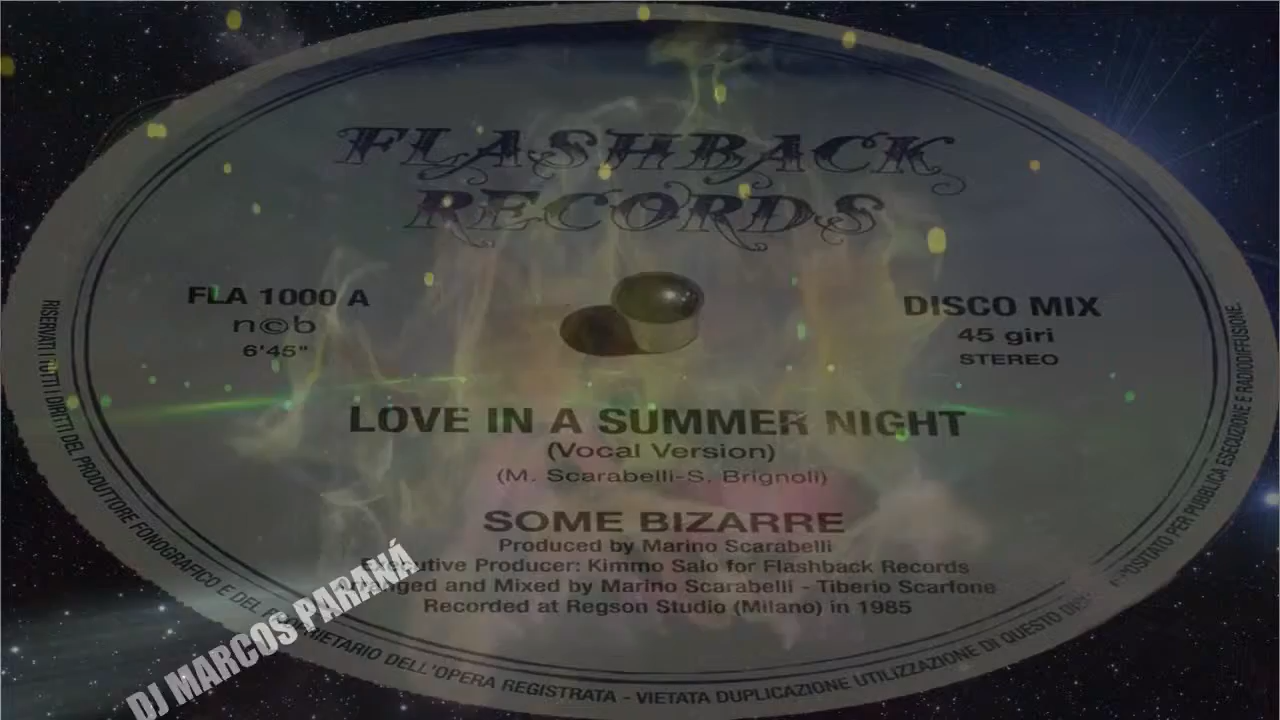 FLASHBACK
RECORDS
FLA 1000 A
n©b
6'45"
DISCO MIX
45 giri
STEREO
LOVE IN A SUMMER NIGHT
(Vocal Version)
(M. Scarabelli-S. Brignoli)
SOME BIZARRE
Produced by Marino Scarabelli
Executive Producer: Kimmo Salo for Flashback Records
Arranged and Mixed by Marino Scarabelli - Tiberio Scarfone
Recorded at Regson Studio (Milano) in 1985
RISERVATI TUTTI I DIRITTI DEL PRODUTTORE FONOGRAFICO E DEL PROPRIETARIO DELL'OPERA REGISTRATA - VIETATA DUPLICAZIONE UTILIZZAZIONE DI QUESTO PER PUBBLICA ESECUZIONE E RADIODIFFUSIONE.
DJ MARCOS PARANÁ